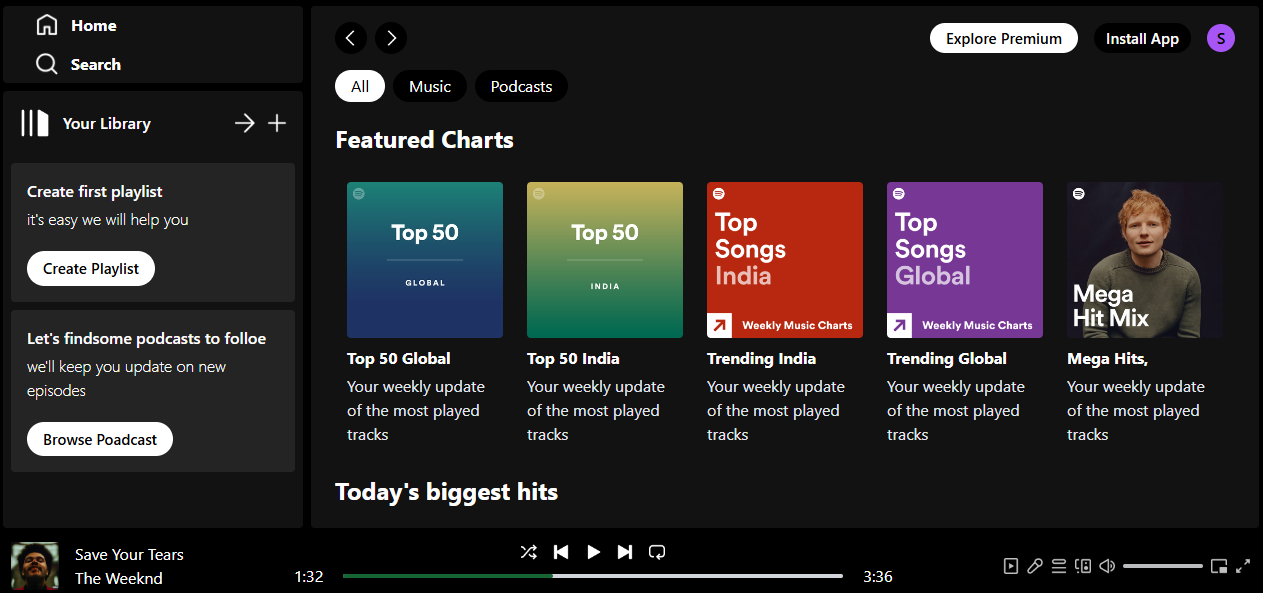 Home
Search
Your Library
Create first playlist
it's easy we will help you
Create Playlist
Let's findsome podcasts to folloe
we'll keep you update on new
episodes
Browse Poadcast
Explore Premium
Install App
S
All
Music
Podcasts
Featured Charts
Top 50
GLOBAL
Top 50 Global
Your weekly update
of the most played
tracks
Top 50
INDIA
Top 50 India
Your weekly update
of the most played
tracks
Top
Songs
India
Weekly Music Charts
Trending India
Your weekly update
of the most played
tracks
Top
Songs
Global
Weekly Music Charts
Trending Global
Your weekly update
of the most played
tracks
Mega
Hit Mix
Mega Hits,
Your weekly update
of the most played
tracks
Today's biggest hits
Save Your Tears
The Weeknd
1:32
3:36